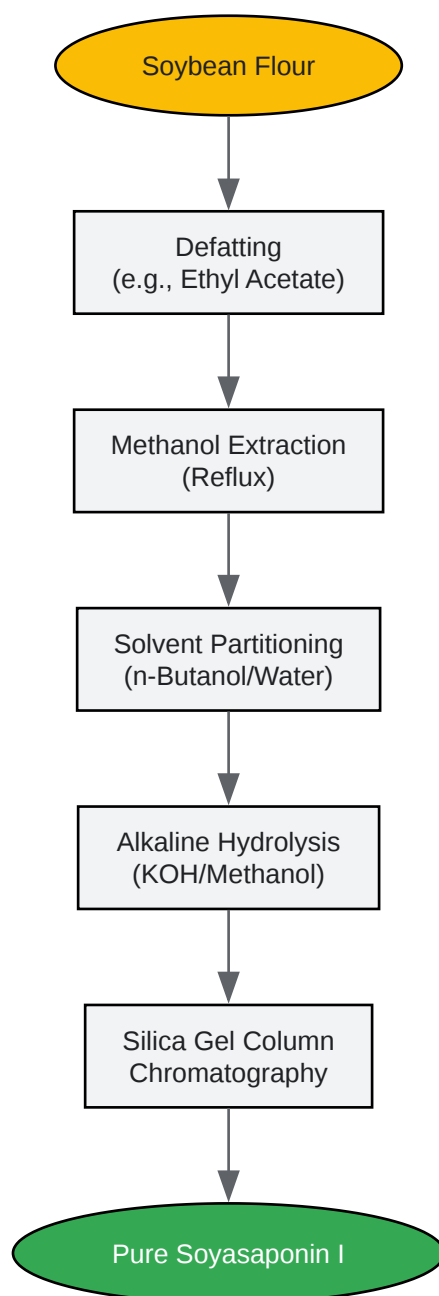 Soybean Flour
Defatting
(e.g., Ethyl Acetate)
Methanol Extraction
(Reflux)
Solvent Partitioning
(n-Butanol/Water)
Alkaline Hydrolysis
(KOH/Methanol)
Silica Gel Column
Chromatography
Pure Soyasaponin I